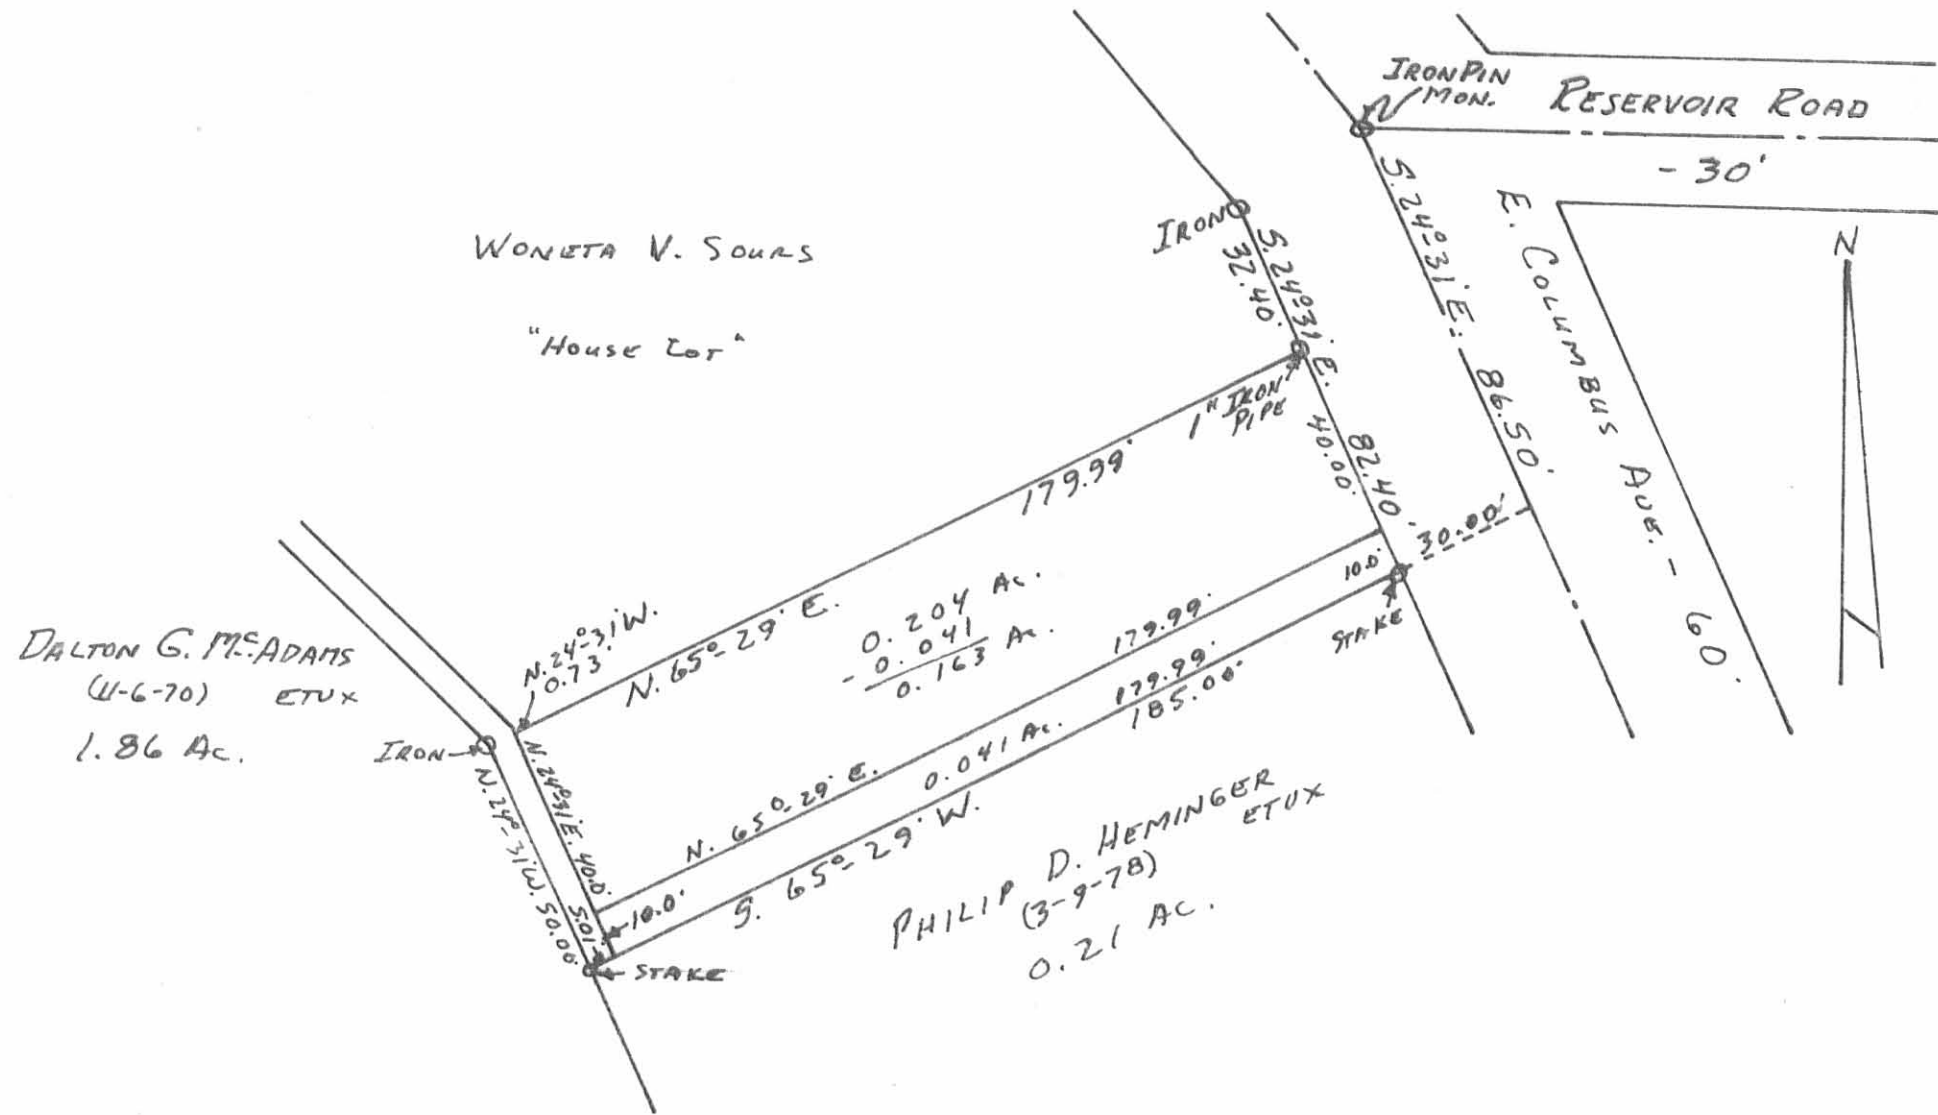 IRON PIN
MON.
RESERVOIR ROAD
- 30'
S. 24°-31' E. 86.50'
E. COLUMBUS AVE. - 60'
N
IRON
S. 24°31' E. 82.40'
32.40'
40.00'
WONETA V. SOURS
"HOUSE LOT"
1" IRON
PIPE
179.99'
N. 65°-29' E.
30.00'
10.0'
STAKE
0.204 Ac.
- 0.041
0.163 Ac.
N. 24°-31' W.
0.73'
DALTON G. McADAMS
(11-6-70) ETUX
1.86 Ac.
IRON
N. 24°31' E. 40.0'
N. 24°-31' W. 50.00'
179.99'
N. 65°-29' E.
0.041 Ac.
179.99'
185.00'
S. 65°-29' W.
10.0'
5.01'
STAKE
PHILIP D. HEMINGER
ETUX
(3-9-78)
0.21 AC.